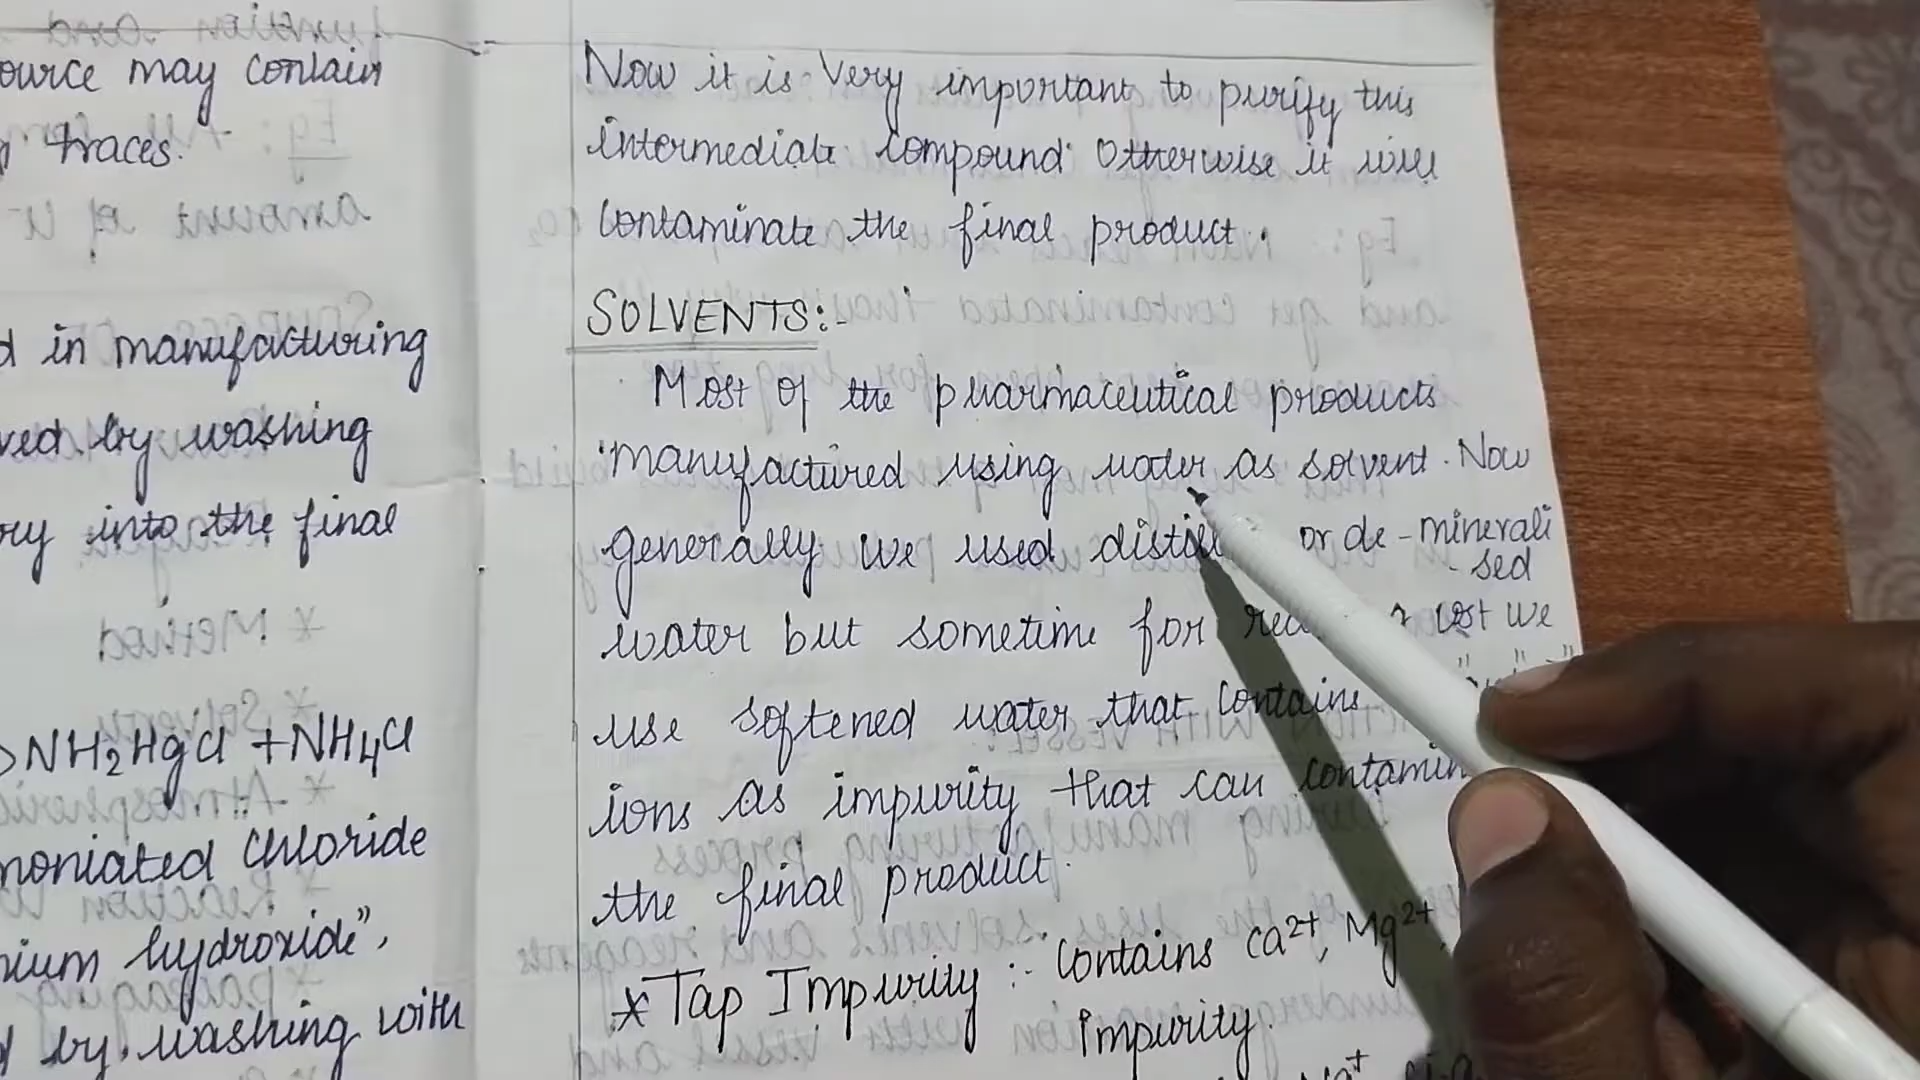 ource may contain
traces.
d in manufacturing
ved by washing
ry into the final
NH2HgCl + NH4Cl
moniated chloride
nium hydroxide",
d by washing with
Now it is very important to purify this
intermediate compound otherwise it will
contaminate the final product.
SOLVENTS:-
Most of the pharmaceutical products
manufactured using water as solvent. Now
generally we used or de-minerali
-sed
water but sometime for cost we
use softened water that contains
ions as impurity that can contamin
the final product.
* Tap Impurity :- contains Ca2+, Mg2+,
impurity.